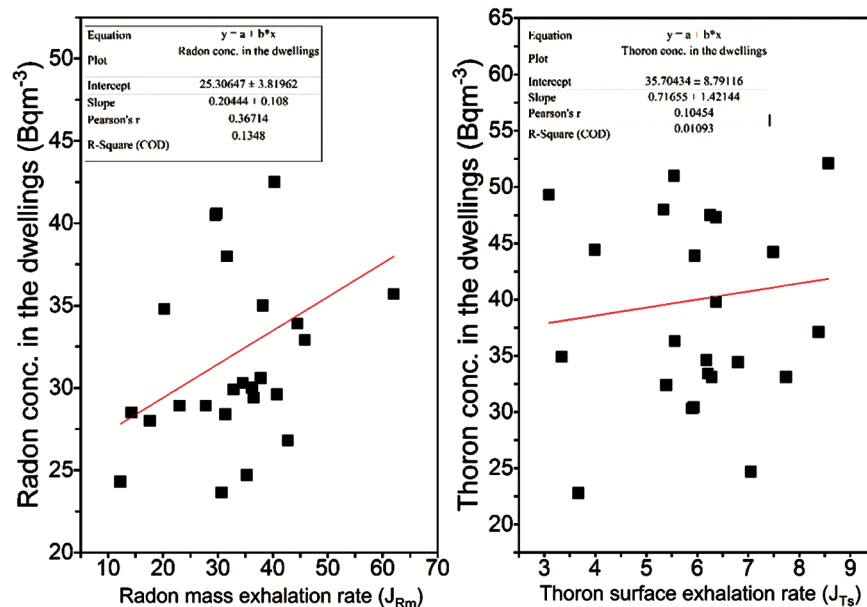 Equation y = a + b*x
Plot Radon conc. in the dwellings
Intercept 25.30647 ± 3.81962
Slope 0.20444 ± 0.108
Pearson's r 0.36714
R-Square (COD) 0.1348
Radon conc. in the dwellings (Bqm-3)
50
45
40
35
30
25
20
10 20 30 40 50 60 70
Radon mass exhalation rate (JRm)
Equation y = a + b*x
Plot Thoron conc. in the dwellings
Intercept 35.70434 = 8.79116
Slope 0.71655 + 1.42144
Pearson's r 0.10454
R-Square (COD) 0.01093
Thoron conc. in the dwellings (Bqm-3)
65
60
55
50
45
40
35
30
25
20
3 4 5 6 7 8 9
Thoron surface exhalation rate (JTs)